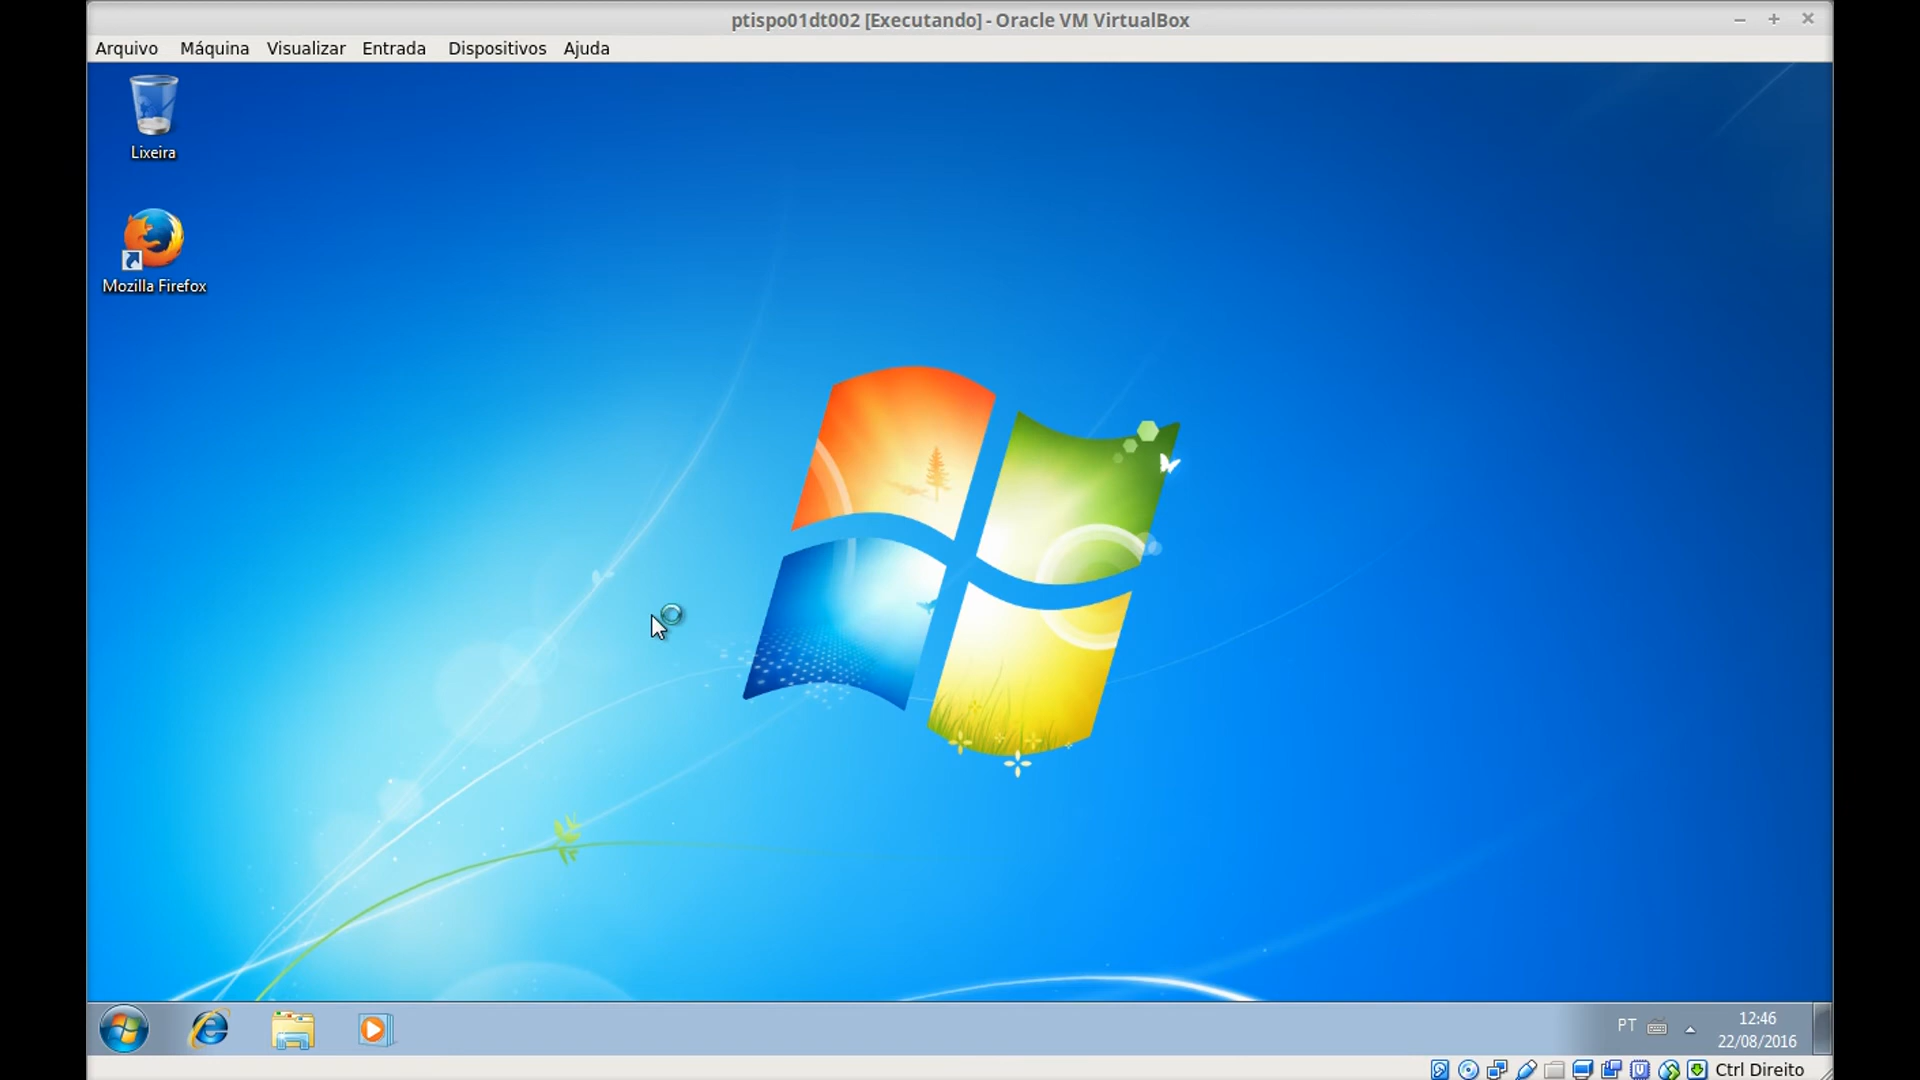 ptispo01dt002 [Executando] - Oracle VM VirtualBox
Arquivo Máquina Visualizar Entrada Dispositivos Ajuda
Lixeira
Mozilla Firefox
PT
12:46
22/08/2016
Ctrl Direito